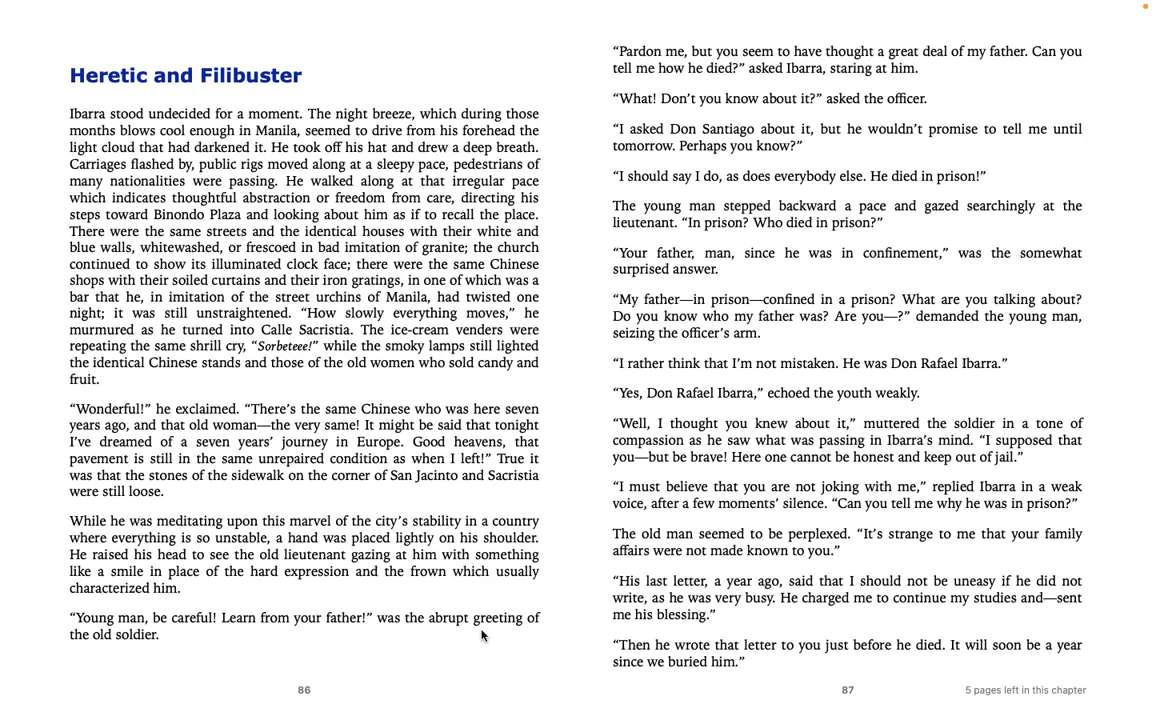 Heretic and Filibuster
Ibarra stood undecided for a moment. The night breeze, which during those
months blows cool enough in Manila, seemed to drive from his forehead the
light cloud that had darkened it. He took off his hat and drew a deep breath.
Carriages flashed by, public rigs moved along at a sleepy pace, pedestrians of
many nationalities were passing. He walked along at that irregular pace
which indicates thoughtful abstraction or freedom from care, directing his
steps toward Binondo Plaza and looking about him as if to recall the place.
There were the same streets and the identical houses with their white and
blue walls, whitewashed, or frescoed in bad imitation of granite; the church
continued to show its illuminated clock face; there were the same Chinese
shops with their soiled curtains and their iron gratings, in one of which was a
bar that he, in imitation of the street urchins of Manila, had twisted one
night; it was still unstraightened. “How slowly everything moves,” he
murmured as he turned into Calle Sacristia. The ice-cream venders were
repeating the same shrill cry, “Sorbeteee!” while the smoky lamps still lighted
the identical Chinese stands and those of the old women who sold candy and
fruit.
“Wonderful!” he exclaimed. “There’s the same Chinese who was here seven
years ago, and that old woman—the very same! It might be said that tonight
I’ve dreamed of a seven years’ journey in Europe. Good heavens, that
pavement is still in the same unrepaired condition as when I left!” True it
was that the stones of the sidewalk on the corner of San Jacinto and Sacristia
were still loose.
While he was meditating upon this marvel of the city’s stability in a country
where everything is so unstable, a hand was placed lightly on his shoulder.
He raised his head to see the old lieutenant gazing at him with something
like a smile in place of the hard expression and the frown which usually
characterized him.
“Young man, be careful! Learn from your father!” was the abrupt greeting of
the old soldier.
86
“Pardon me, but you seem to have thought a great deal of my father. Can you
tell me how he died?” asked Ibarra, staring at him.
“What! Don’t you know about it?” asked the officer.
“I asked Don Santiago about it, but he wouldn’t promise to tell me until
tomorrow. Perhaps you know?”
“I should say I do, as does everybody else. He died in prison!”
The young man stepped backward a pace and gazed searchingly at the
lieutenant. “In prison? Who died in prison?”
“Your father, man, since he was in confinement,” was the somewhat
surprised answer.
“My father—in prison—confined in a prison? What are you talking about?
Do you know who my father was? Are you—?” demanded the young man,
seizing the officer’s arm.
“I rather think that I’m not mistaken. He was Don Rafael Ibarra.”
“Yes, Don Rafael Ibarra,” echoed the youth weakly.
“Well, I thought you knew about it,” muttered the soldier in a tone of
compassion as he saw what was passing in Ibarra’s mind. “I supposed that
you—but be brave! Here one cannot be honest and keep out of jail.”
“I must believe that you are not joking with me,” replied Ibarra in a weak
voice, after a few moments’ silence. “Can you tell me why he was in prison?”
The old man seemed to be perplexed. “It’s strange to me that your family
affairs were not made known to you.”
“His last letter, a year ago, said that I should not be uneasy if he did not
write, as he was very busy. He charged me to continue my studies and—sent
me his blessing.”
“Then he wrote that letter to you just before he died. It will soon be a year
since we buried him.”
87
5 pages left in this chapter